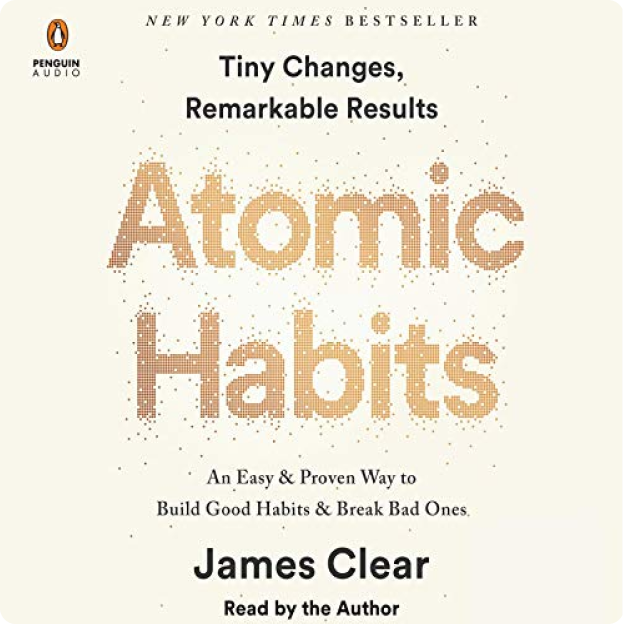 NEW YORK TIMES BESTSELLER
PENGUIN
AUDIO
Tiny Changes,
Remarkable Results
Atomic
Habits
An Easy & Proven Way to
Build Good Habits & Break Bad Ones
James Clear
Read by the Author